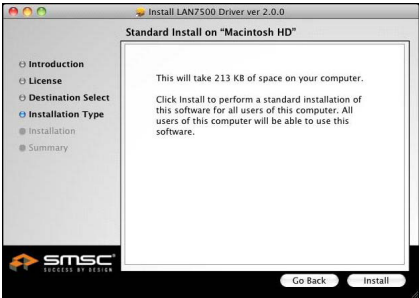 Install LAN7500 Driver ver 2.0.0
Standard Install on “Macintosh HD”
Introduction
License
Destination Select
Installation Type
Installation
Summary
This will take 213 KB of space on your computer.
Click Install to perform a standard installation of
this software for all users of this computer. All
users of this computer will be able to use this
software.
smsc
SUCCESS BY DESIGN
Go Back
Install